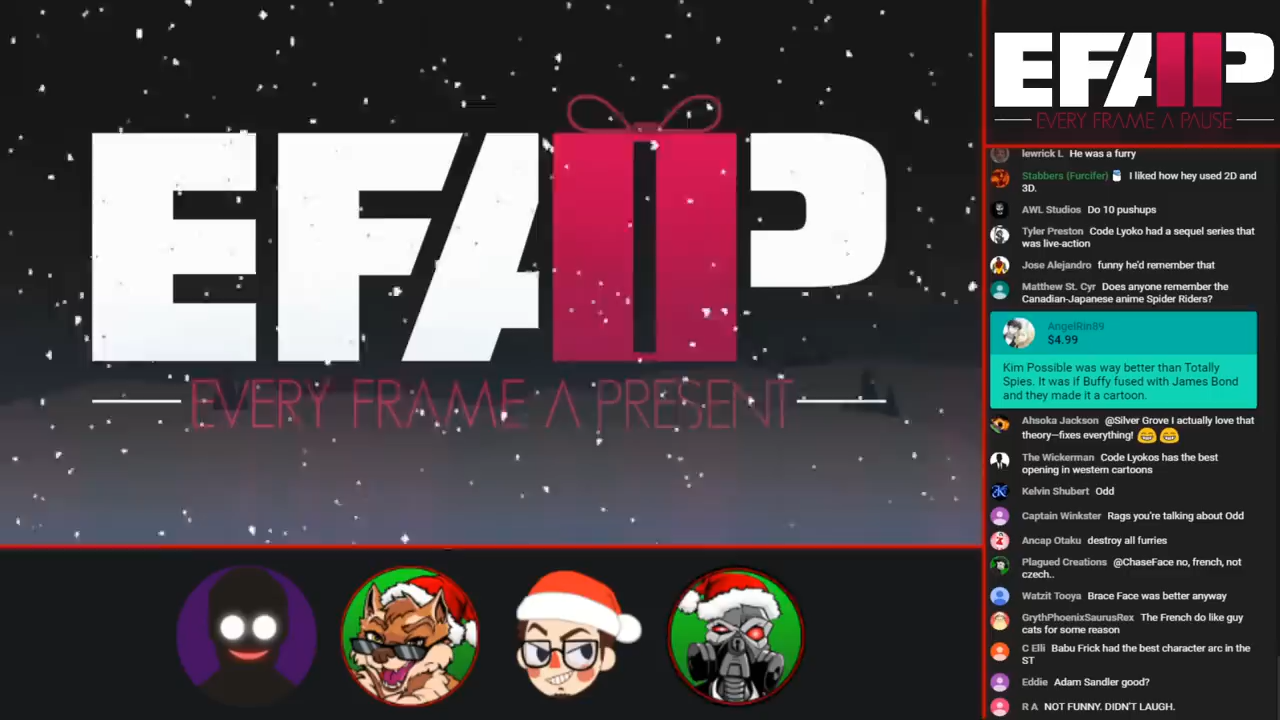 EFAP
EVERY FRAME A PRESENT
EFAP
EVERY FRAME A PAUSE
lewrick L He was a furry
Stabbers (Furcifer) I liked how hey used 2D and
3D.
AWL Studios Do 10 pushups
Tyler Preston Code Lyoko had a sequel series that
was live-action
Jose Alejandro funny he'd remember that
Matthew St. Cyr Does anyone remember the
Canadian-Japanese anime Spider Riders?
AngelRin89
$4.99
Kim Possible was way better than Totally
Spies. It was if Buffy fused with James Bond
and they made it a cartoon.
Ahsoka Jackson @Silver Grove I actually love that
theory—fixes everything! 😂 😂
The Wickerman Code Lyokos has the best
opening in western cartoons
Kelvin Shubert Odd
Captain Winkster Rags you're talking about Odd
Ancap Otaku destroy all furries
Plagued Creations @ChaseFace no, french, not
czech..
Watzit Tooya Brace Face was better anyway
GrythPhoenixSaurusRex The French do like guy
cats for some reason
C Elli Babu Frick had the best character arc in the
ST
Eddie Adam Sandler good?
R A NOT FUNNY. DIDN'T LAUGH.